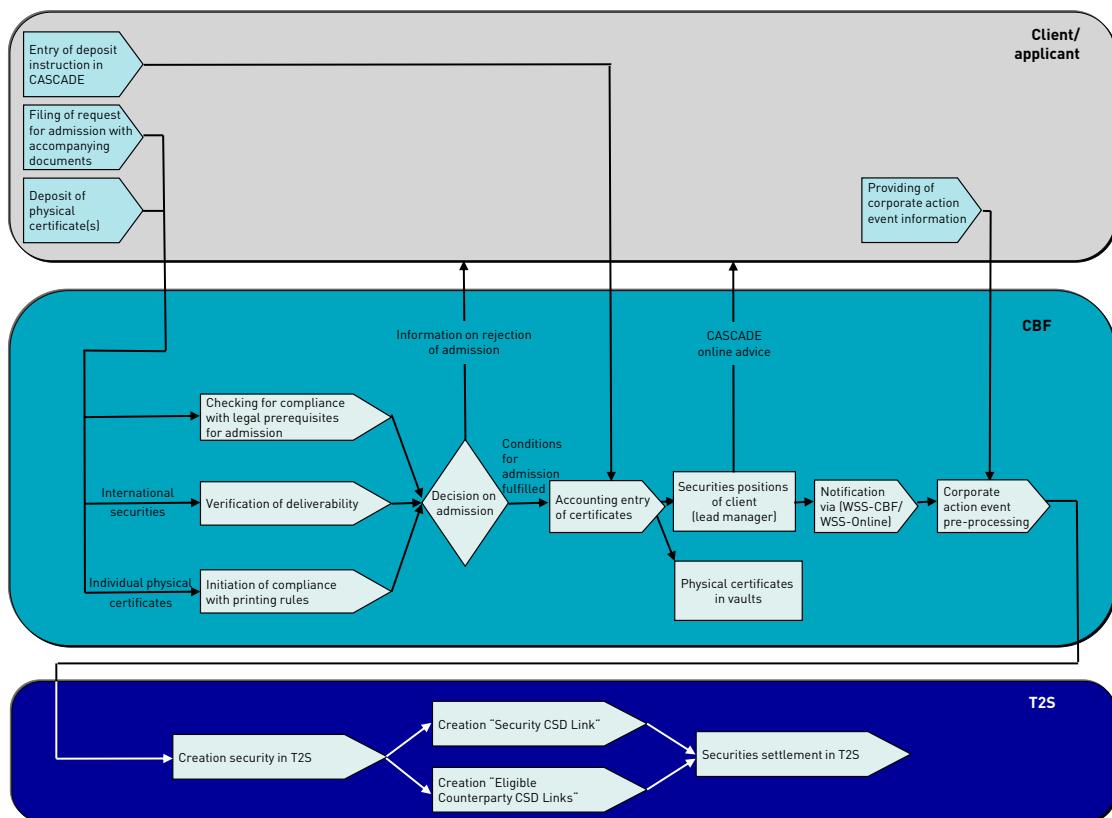 Client/
applicant
Entry of deposit
instruction in
CASCADE
Filing of request
for admission with
accompanying
documents
Deposit of
physical
certificate(s)
Providing of
corporate action
event information
CBF
Information on rejection
of admission
CASCADE
online advice
Checking for compliance
with legal prerequisites
for admission
International
securities
Verification of deliverability
Individual physical
certificates
Initiation of compliance
with printing rules
Decision on
admission
Conditions
for
admission
fulfilled
Accounting entry
of certificates
Securities positions
of client
(lead manager)
Notification
via (WSS-CBF/
WSS-Online)
Corporate
action event
pre-processing
Physical certificates
in vaults
T2S
Creation security in T2S
Creation "Security CSD Link"
Creation "Eligible
Counterparty CSD Links"
Securities settlement in T2S